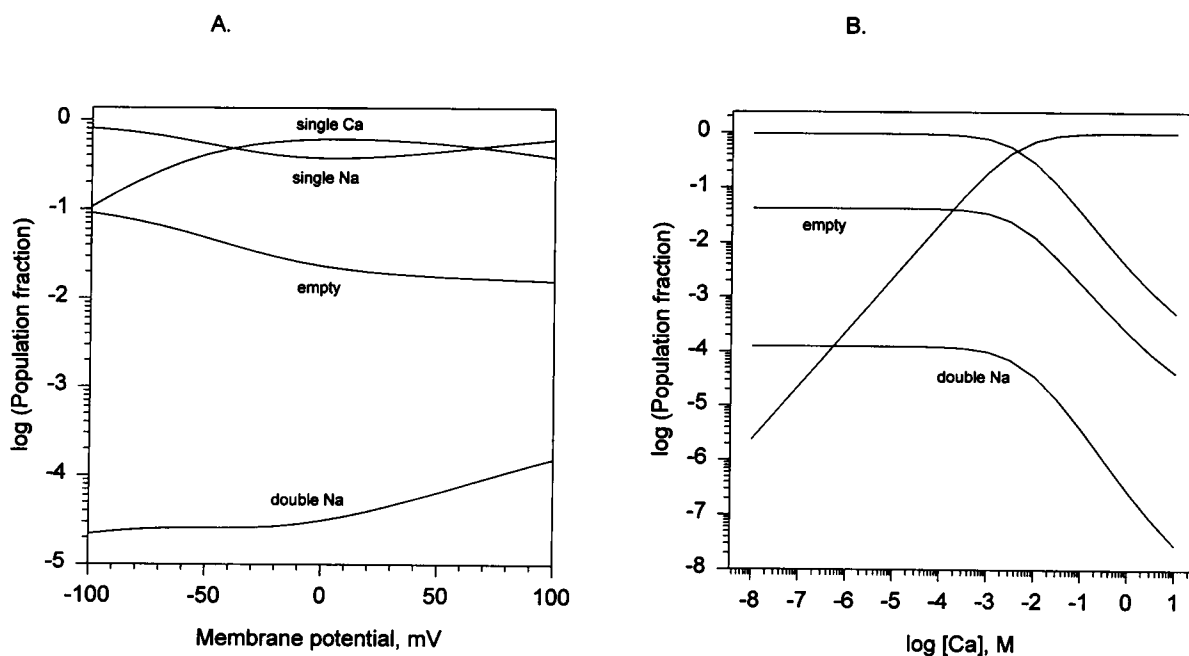 A.
B.
0
-1
-2
-3
-4
-5
log (Population fraction)
single Ca
single Na
empty
double Na
-100 -50 0 50 100
Membrane potential, mV
0
-1
-2
-3
-4
-5
-6
-7
-8
log (Population fraction)
empty
double Na
-8 -7 -6 -5 -4 -3 -2 -1 0 1
log [Ca], M